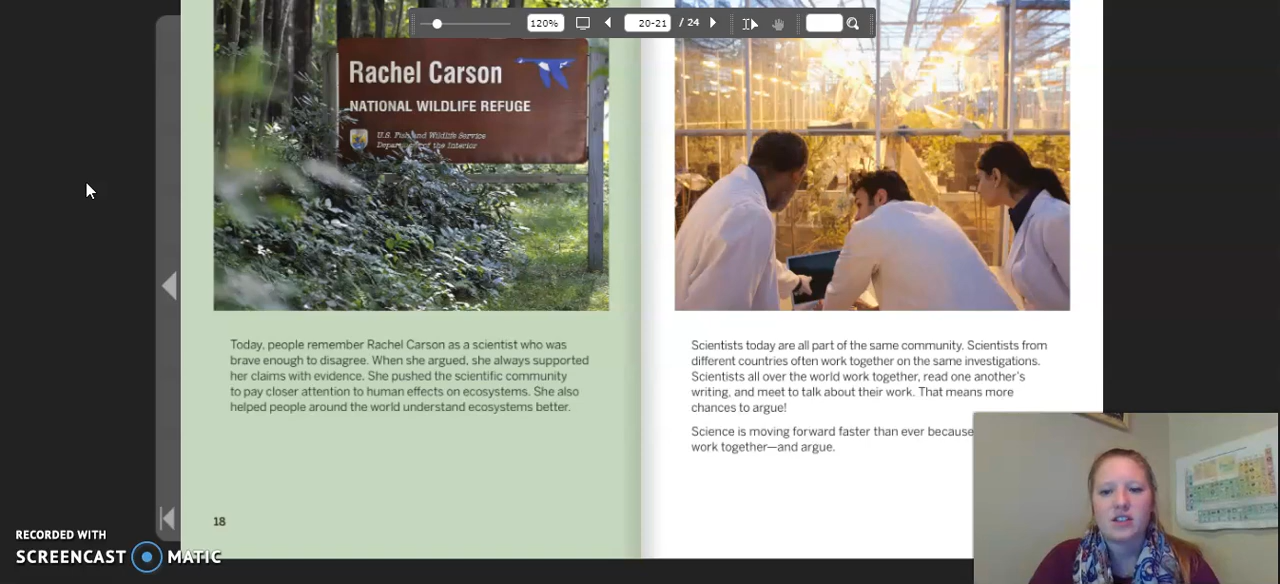 120%
20-21 / 24
Rachel Carson
NATIONAL WILDLIFE REFUGE
U.S. Fish and Wildlife Service
Department of the Interior
Today, people remember Rachel Carson as a scientist who was
brave enough to disagree. When she argued, she always supported
her claims with evidence. She pushed the scientific community
to pay closer attention to human effects on ecosystems. She also
helped people around the world understand ecosystems better.
18
Scientists today are all part of the same community. Scientists from
different countries often work together on the same investigations.
Scientists all over the world work together, read one another's
writing, and meet to talk about their work. That means more
chances to argue!
Science is moving forward faster than ever because
work together—and argue.
RECORDED WITH
SCREENCAST MATIC